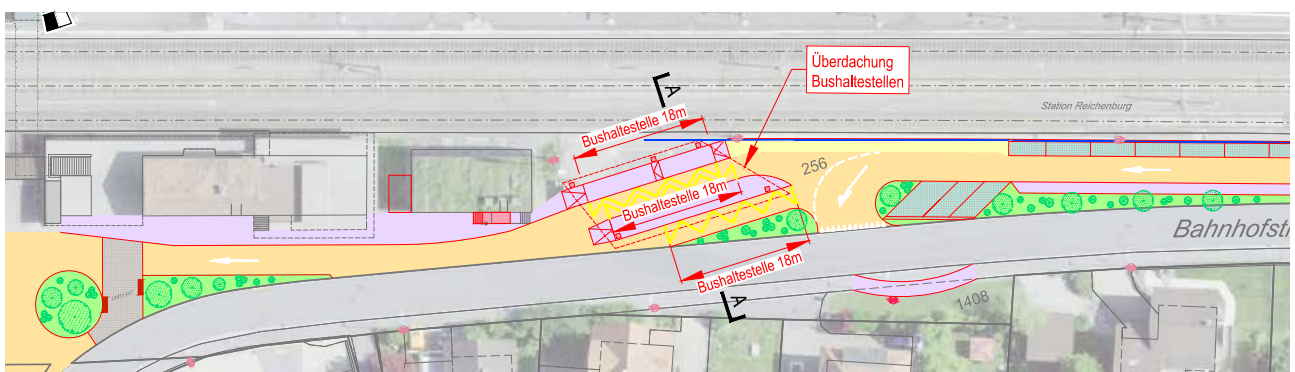 Überdachung
Bushaltestellen
A
Bushaltestelle 18m
Station Reichenburg
256
Bushaltestelle 18m
Bahnhofstr
Bushaltestelle 18m
A
1408